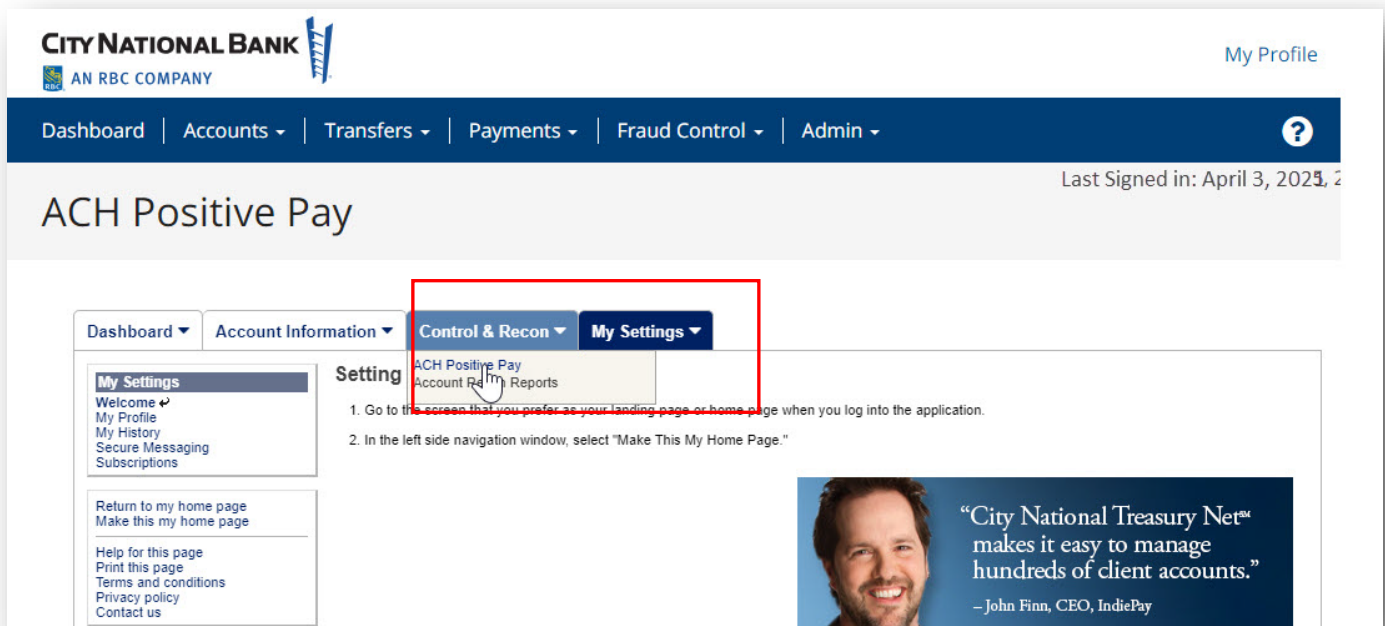 CITY NATIONAL BANK
RBC AN RBC COMPANY
My Profile
Dashboard | Accounts | Transfers | Payments | Fraud Control | Admin ?
Last Signed in: April 3, 2021, 2
ACH Positive Pay
Dashboard Account Information Control & Recon My Settings
ACH Positive Pay
Account Reports
My Settings
Welcome
My Profile
My History
Secure Messaging
Subscriptions
Return to my home page
Make this my home page
Help for this page
Print this page
Terms and conditions
Privacy policy
Contact us
Setting
1. Go to the screen that you prefer as your landing page or home page when you log into the application.
2. In the left side navigation window, select "Make This My Home Page."
“City National Treasury Net℠
makes it easy to manage
hundreds of client accounts.”
– John Finn, CEO, IndiePay